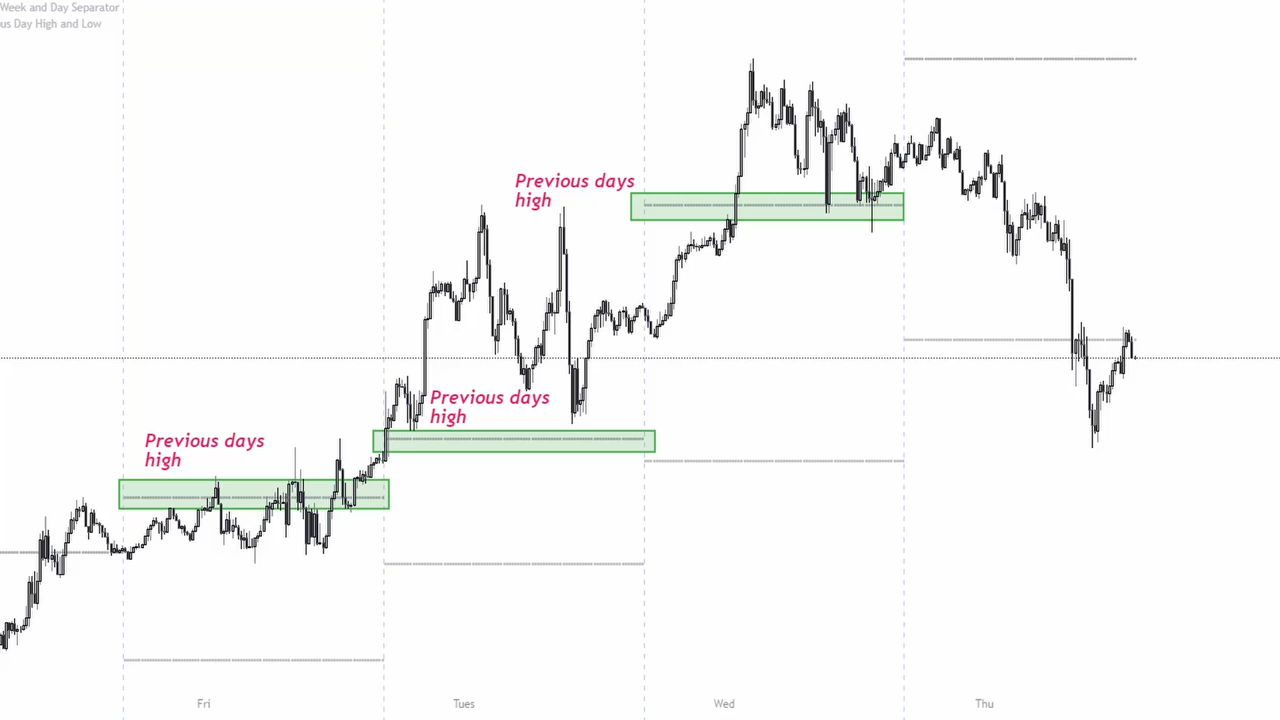 Week and Day Separator
us Day High and Low
Previous days
high
Previous days
high
Previous days
high
Fri
Tues
Wed
Thu